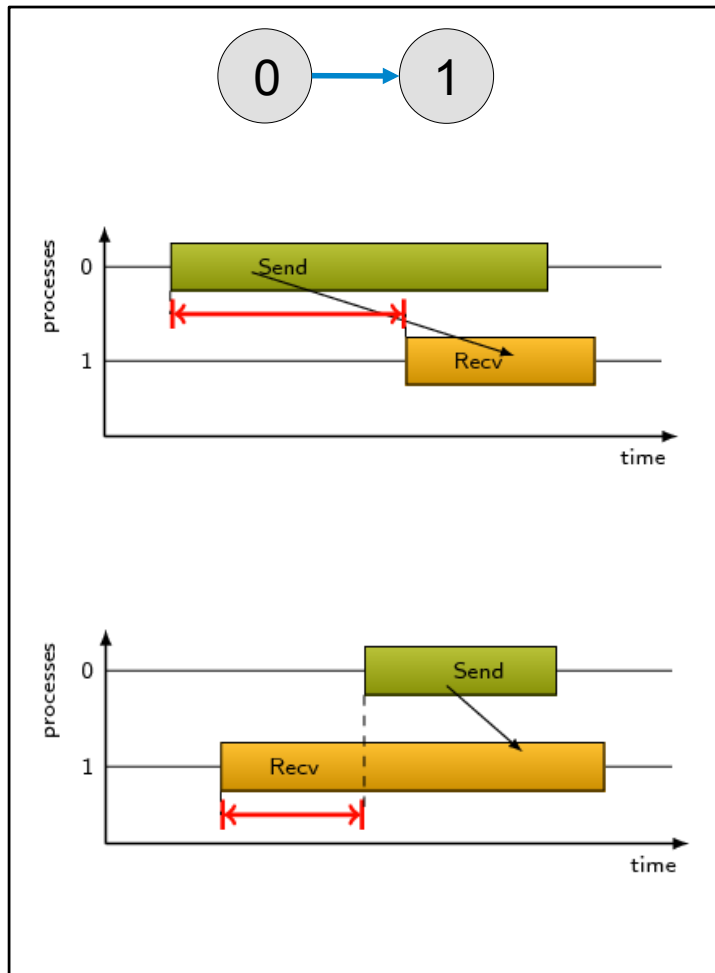 0 1
processes
0
Send
1
Recv
time
processes
0
Send
1
Recv
time